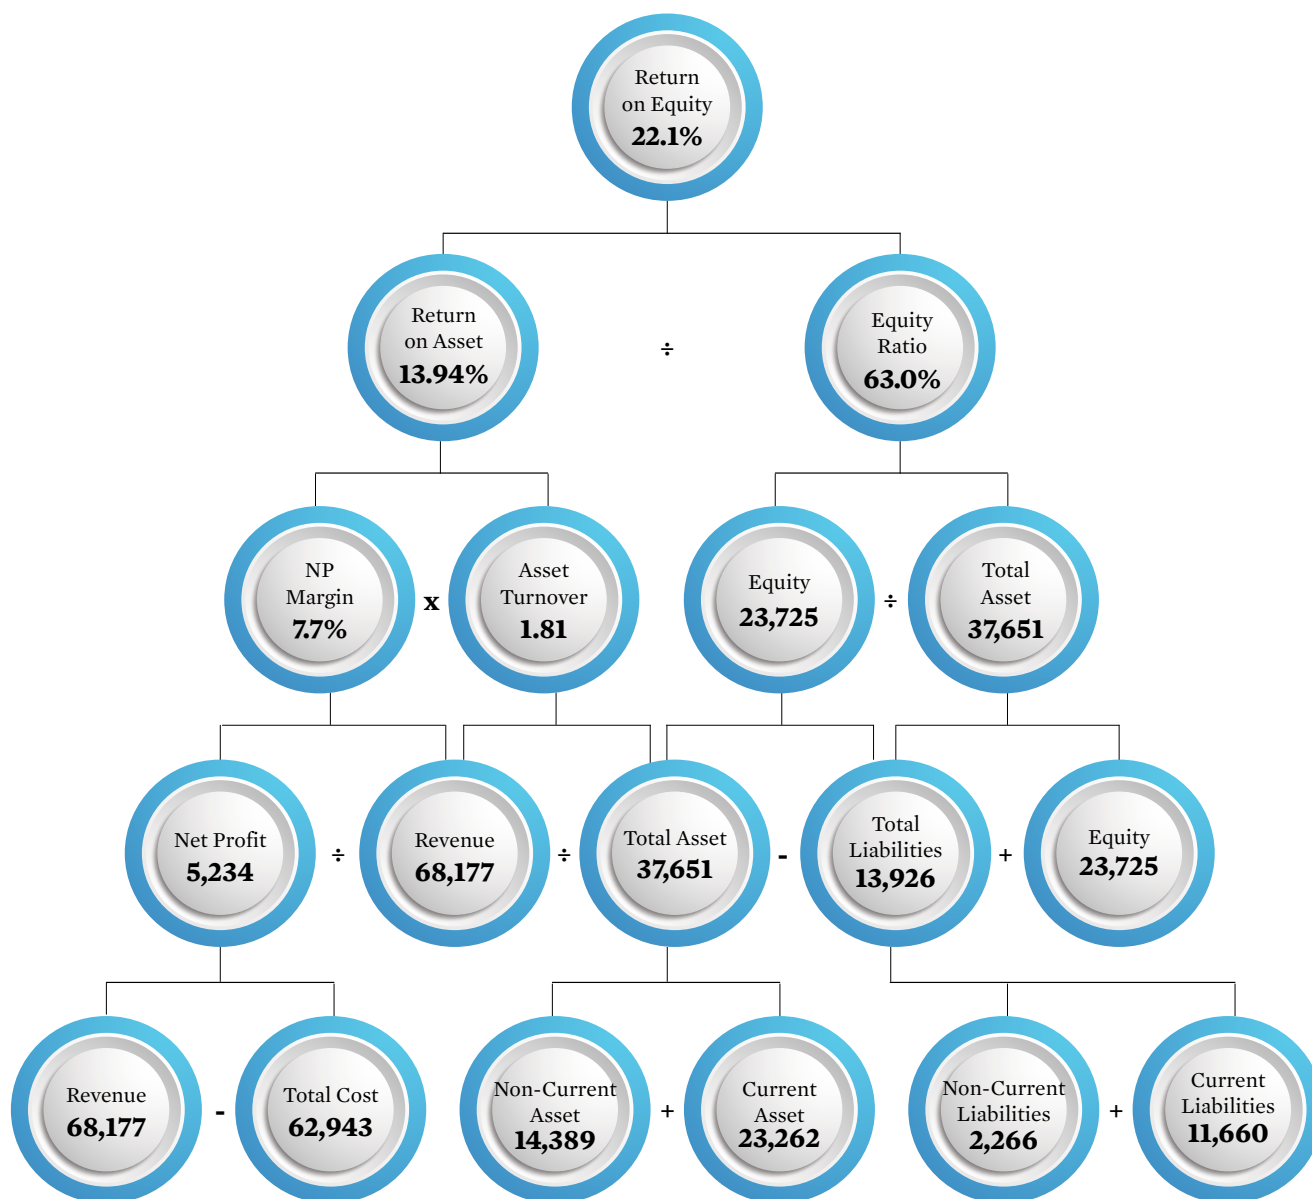 Return
on Equity
22.1%
Return
on Asset
13.94%
÷
Equity
Ratio
63.0%
NP
Margin
7.7%
x
Asset
Turnover
1.81
Equity
23,725
÷
Total
Asset
37,651
Net Profit
5,234
÷
Revenue
68,177
÷
Total Asset
37,651
-
Total
Liabilities
13,926
+
Equity
23,725
Revenue
68,177
-
Total Cost
62,943
Non-Current
Asset
14,389
+
Current
Asset
23,262
Non-Current
Liabilities
2,266
+
Current
Liabilities
11,660